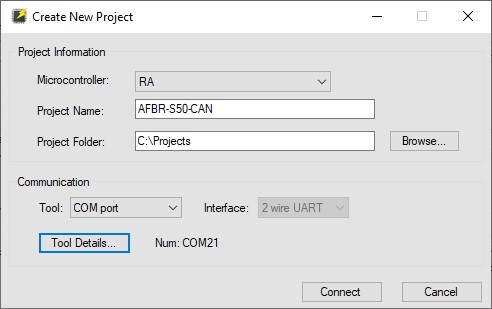 Create New Project
Project Information
Microcontroller: RA
Project Name: AFBR-S50-CAN
Project Folder: C:\Projects Browse...
Communication
Tool: COM port Interface: 2 wire UART
Tool Details... Num: COM21
Connect Cancel